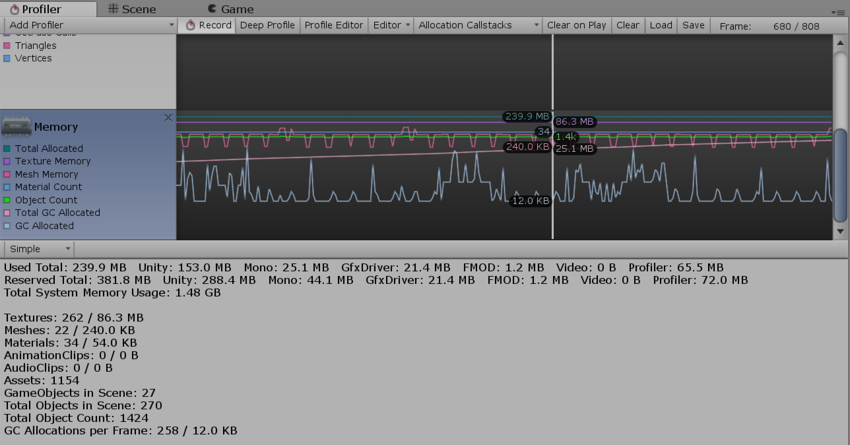 Profiler Scene Game
Add Profiler Record Deep Profile Profile Editor Editor Allocation Callstacks Clear on Play Clear Load Save Frame: 680 / 808
Triangles
Vertices
Memory
Total Allocated
Texture Memory
Mesh Memory
Material Count
Object Count
Total GC Allocated
GC Allocated
239.9 MB
86.3 MB
34
1.4k
240.0 KB
25.1 MB
12.0 KB
Simple
Used Total: 239.9 MB Unity: 153.0 MB Mono: 25.1 MB GfxDriver: 21.4 MB FMOD: 1.2 MB Video: 0 B Profiler: 65.5 MB
Reserved Total: 381.8 MB Unity: 288.4 MB Mono: 44.1 MB GfxDriver: 21.4 MB FMOD: 1.2 MB Video: 0 B Profiler: 72.0 MB
Total System Memory Usage: 1.48 GB
Textures: 262 / 86.3 MB
Meshes: 22 / 240.0 KB
Materials: 34 / 54.0 KB
AnimationClips: 0 / 0 B
AudioClips: 0 / 0 B
Assets: 1154
GameObjects in Scene: 27
Total Objects in Scene: 270
Total Object Count: 1424
GC Allocations per Frame: 258 / 12.0 KB